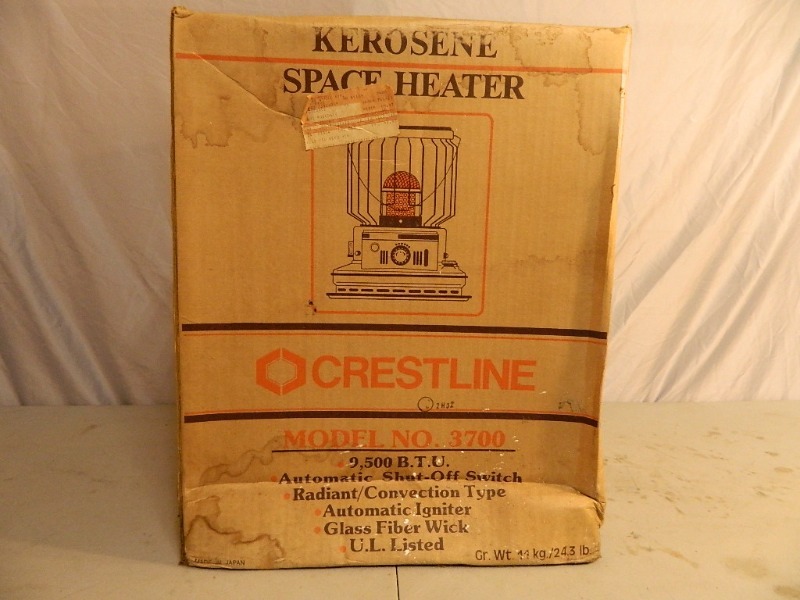 KEROSENE
SPACE HEATER
CRESTLINE
MODEL NO. 3700
9,500 B.T.U.
Automatic Shut-Off Switch
Radiant/Convection Type
Automatic Igniter
Glass Fiber Wick
U.L. Listed
Gr. Wt. 11 kg./24.3 lb.
MADE IN JAPAN